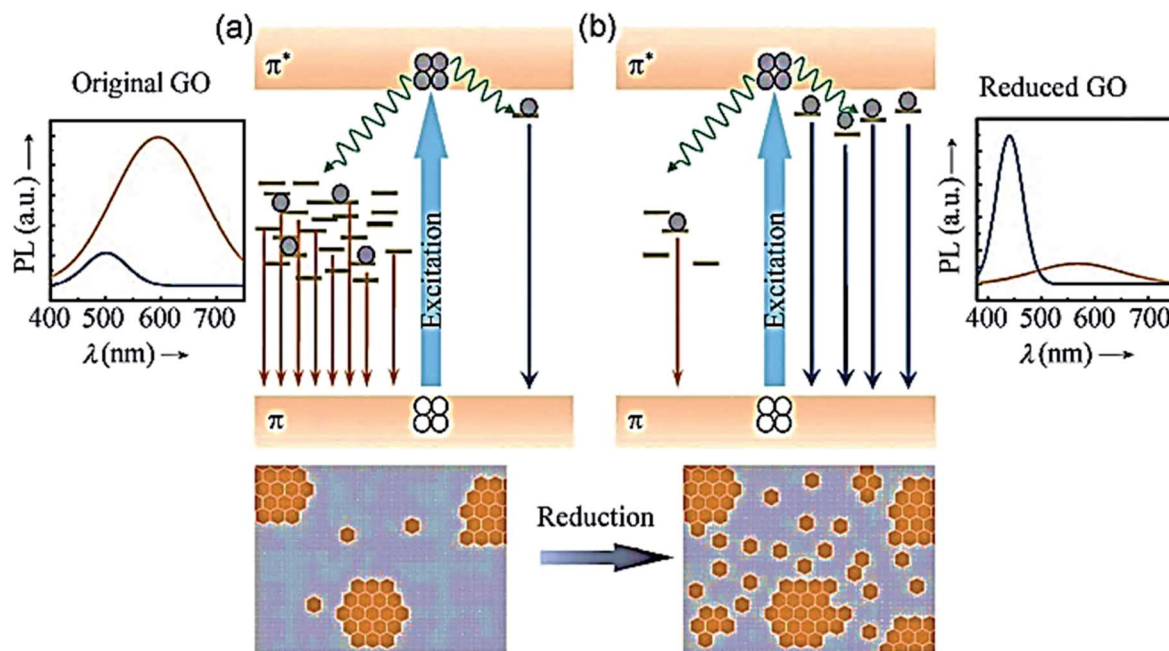 (a)
(b)
π*
π*
Original GO
Reduced GO
PL (a.u.)
400 500 600 700
λ (nm)
Excitation
Excitation
PL (a.u.)
400 500 600 700
λ (nm)
π
π
Reduction